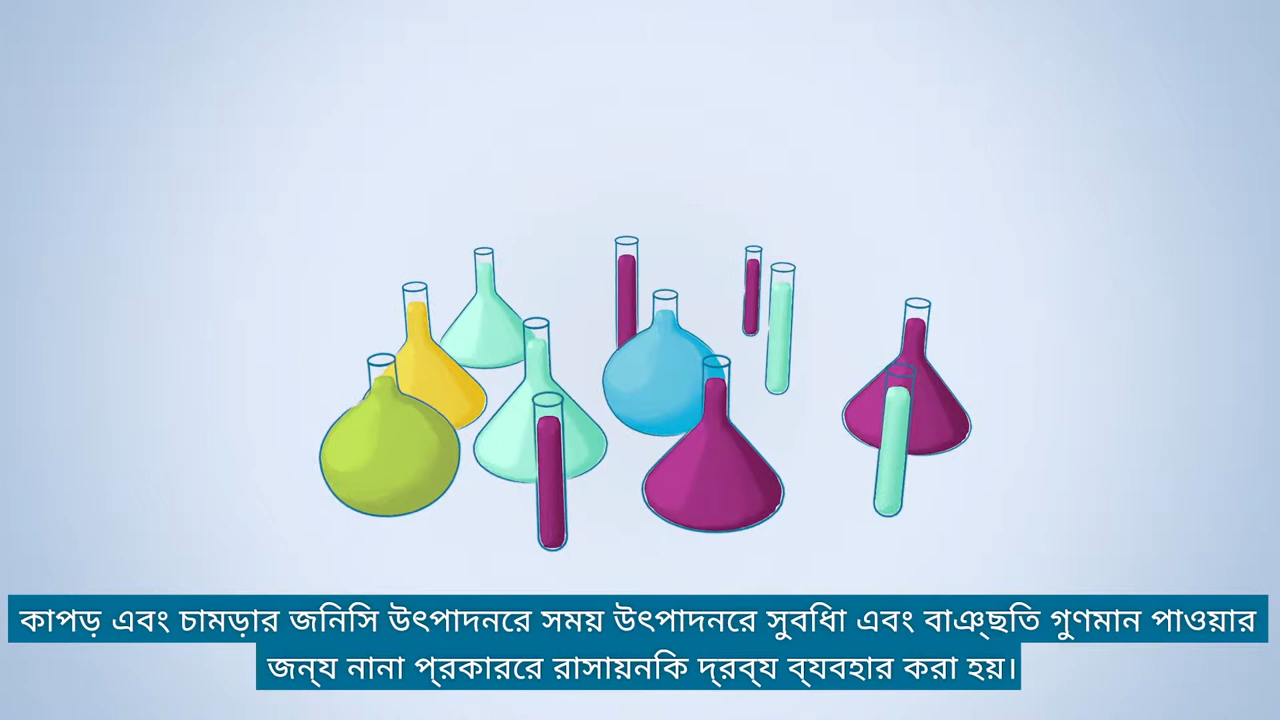 কাপড় এবং চামড়ার জনিসি উৎপাদনরে সময় উৎপাদনরে সুবধিা এবং বাঞ্ছতি গুণমান পাওয়ার
জন্য নানা প্রকাররে রাসায়নকি দ্রব্য ব্যবহার করা হয়।